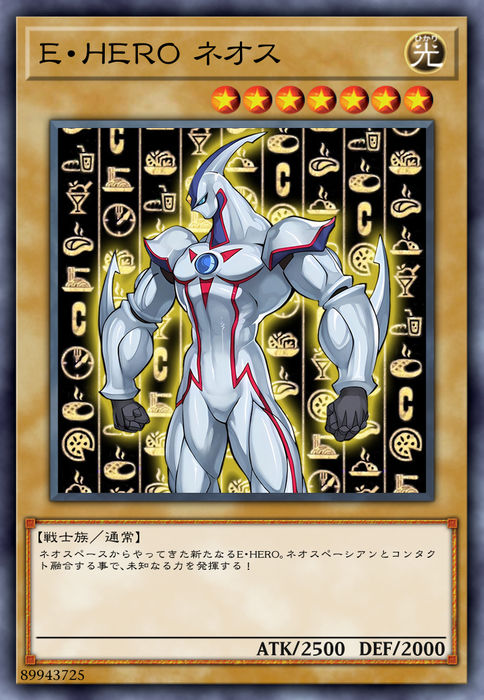 E・HERO ネオス
ひかり
光
【戦士族／通常】
ネオスペースからやってきた新たなるE・HERO。ネオスペーシアンとコンタク
ト融合する事で、未知なる力を発揮する！
ATK/2500 DEF/2000
89943725